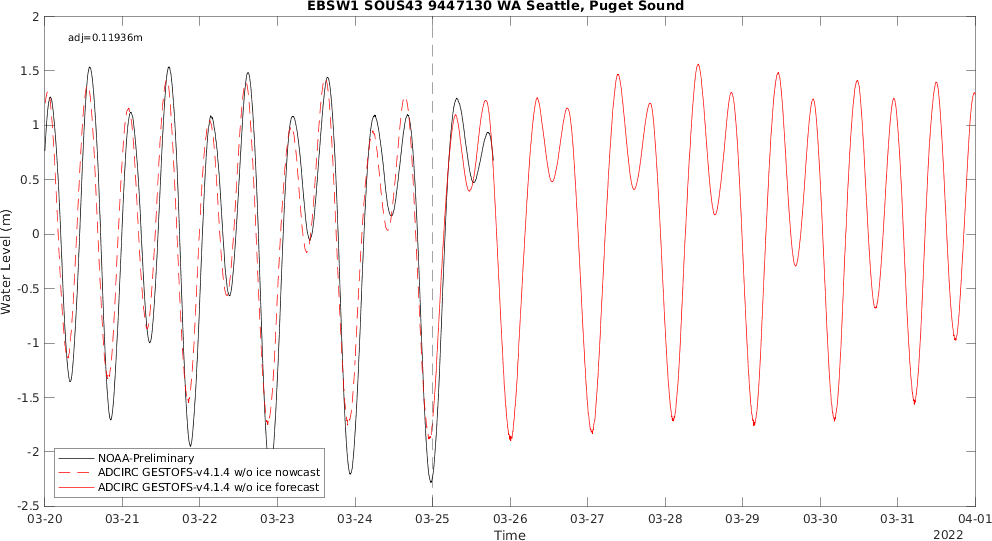 EBSW1 SOUS43 9447130 WA Seattle, Puget Sound
adj=0.11936m
2
1.5
1
0.5
0
-0.5
-1
-1.5
-2
-2.5
Water Level (m)
NOAA-Preliminary
ADCIRC GESTOFS-v4.1.4 w/o ice nowcast
ADCIRC GESTOFS-v4.1.4 w/o ice forecast
03-20 03-21 03-22 03-23 03-24 03-25 03-26 03-27 03-28 03-29 03-30 03-31 04-01
Time
2022